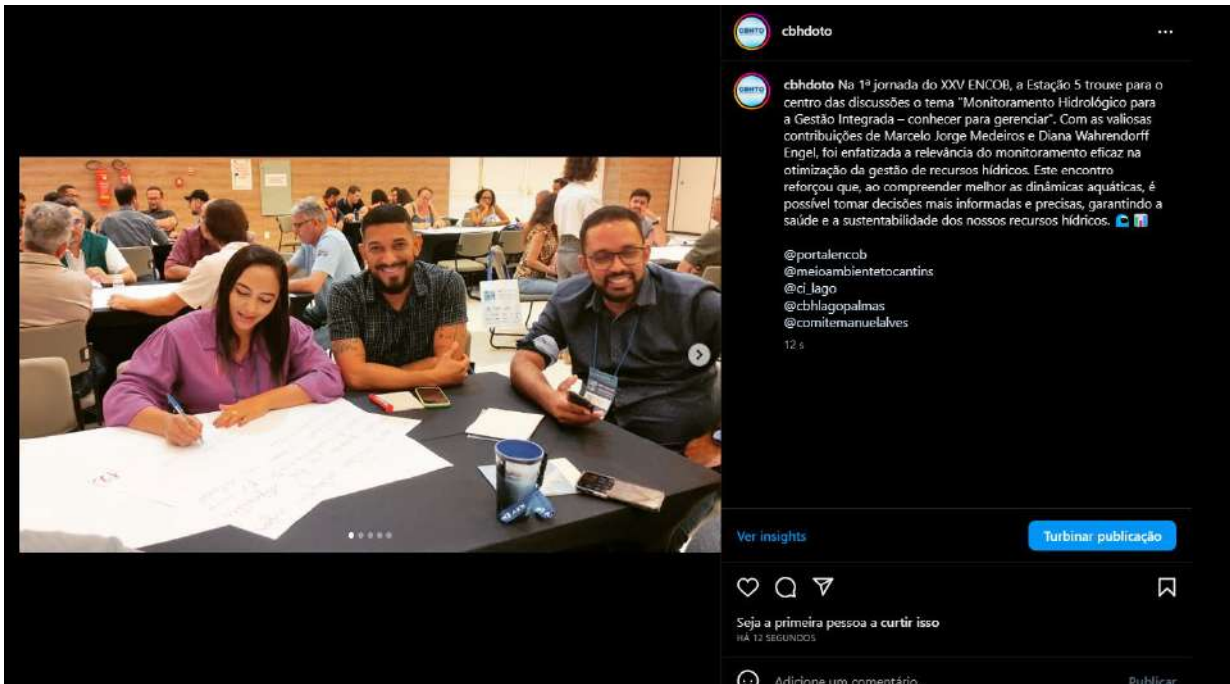 cbhdoto
cbhdoto Na 1ª jornada do XXV ENCOB, a Estação 5 trouxe para o
centro das discussões o tema "Monitoramento Hidrológico para
a Gestão Integrada – conhecer para gerenciar". Com as valiosas
contribuições de Marcelo Jorge Medeiros e Diana Wahrendorff
Engel, foi enfatizada a relevância do monitoramento eficaz na
otimização da gestão de recursos hídricos. Este encontro
reforçou que, ao compreender melhor as dinâmicas aquáticas, é
possível tomar decisões mais informadas e precisas, garantindo a
saúde e a sustentabilidade dos nossos recursos hídricos. 🌊 📊
@portalencob
@meioambientetocantins
@ci_lago
@cbhlagopalmas
@comitemanuelalves
12 s
Ver insights
Turbinar publicação
Seja a primeira pessoa a curtir isso
HÁ 12 SEGUNDOS
Adicione um comentário
Publicar